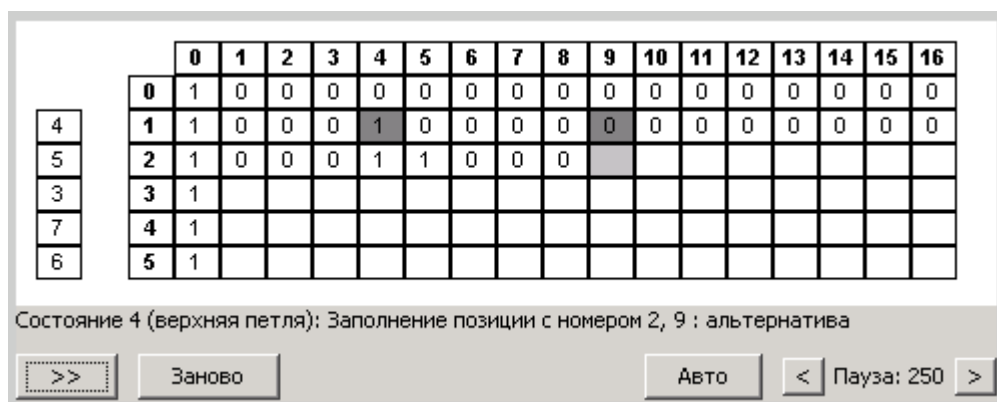 0 1 2 3 4 5 6 7 8 9 10 11 12 13 14 15 16
0 1 0 0 0 0 0 0 0 0 0 0 0 0 0 0 0 0
4 1 1 0 0 0 1 0 0 0 0 0 0 0 0 0 0 0 0
5 2 1 0 0 0 1 1 0 0 0
3 3 1
7 4 1
6 5 1
Состояние 4 (верхняя петля): Заполнение позиции с номером 2, 9 : альтернатива
>> Заново Авто < Пауза: 250 >